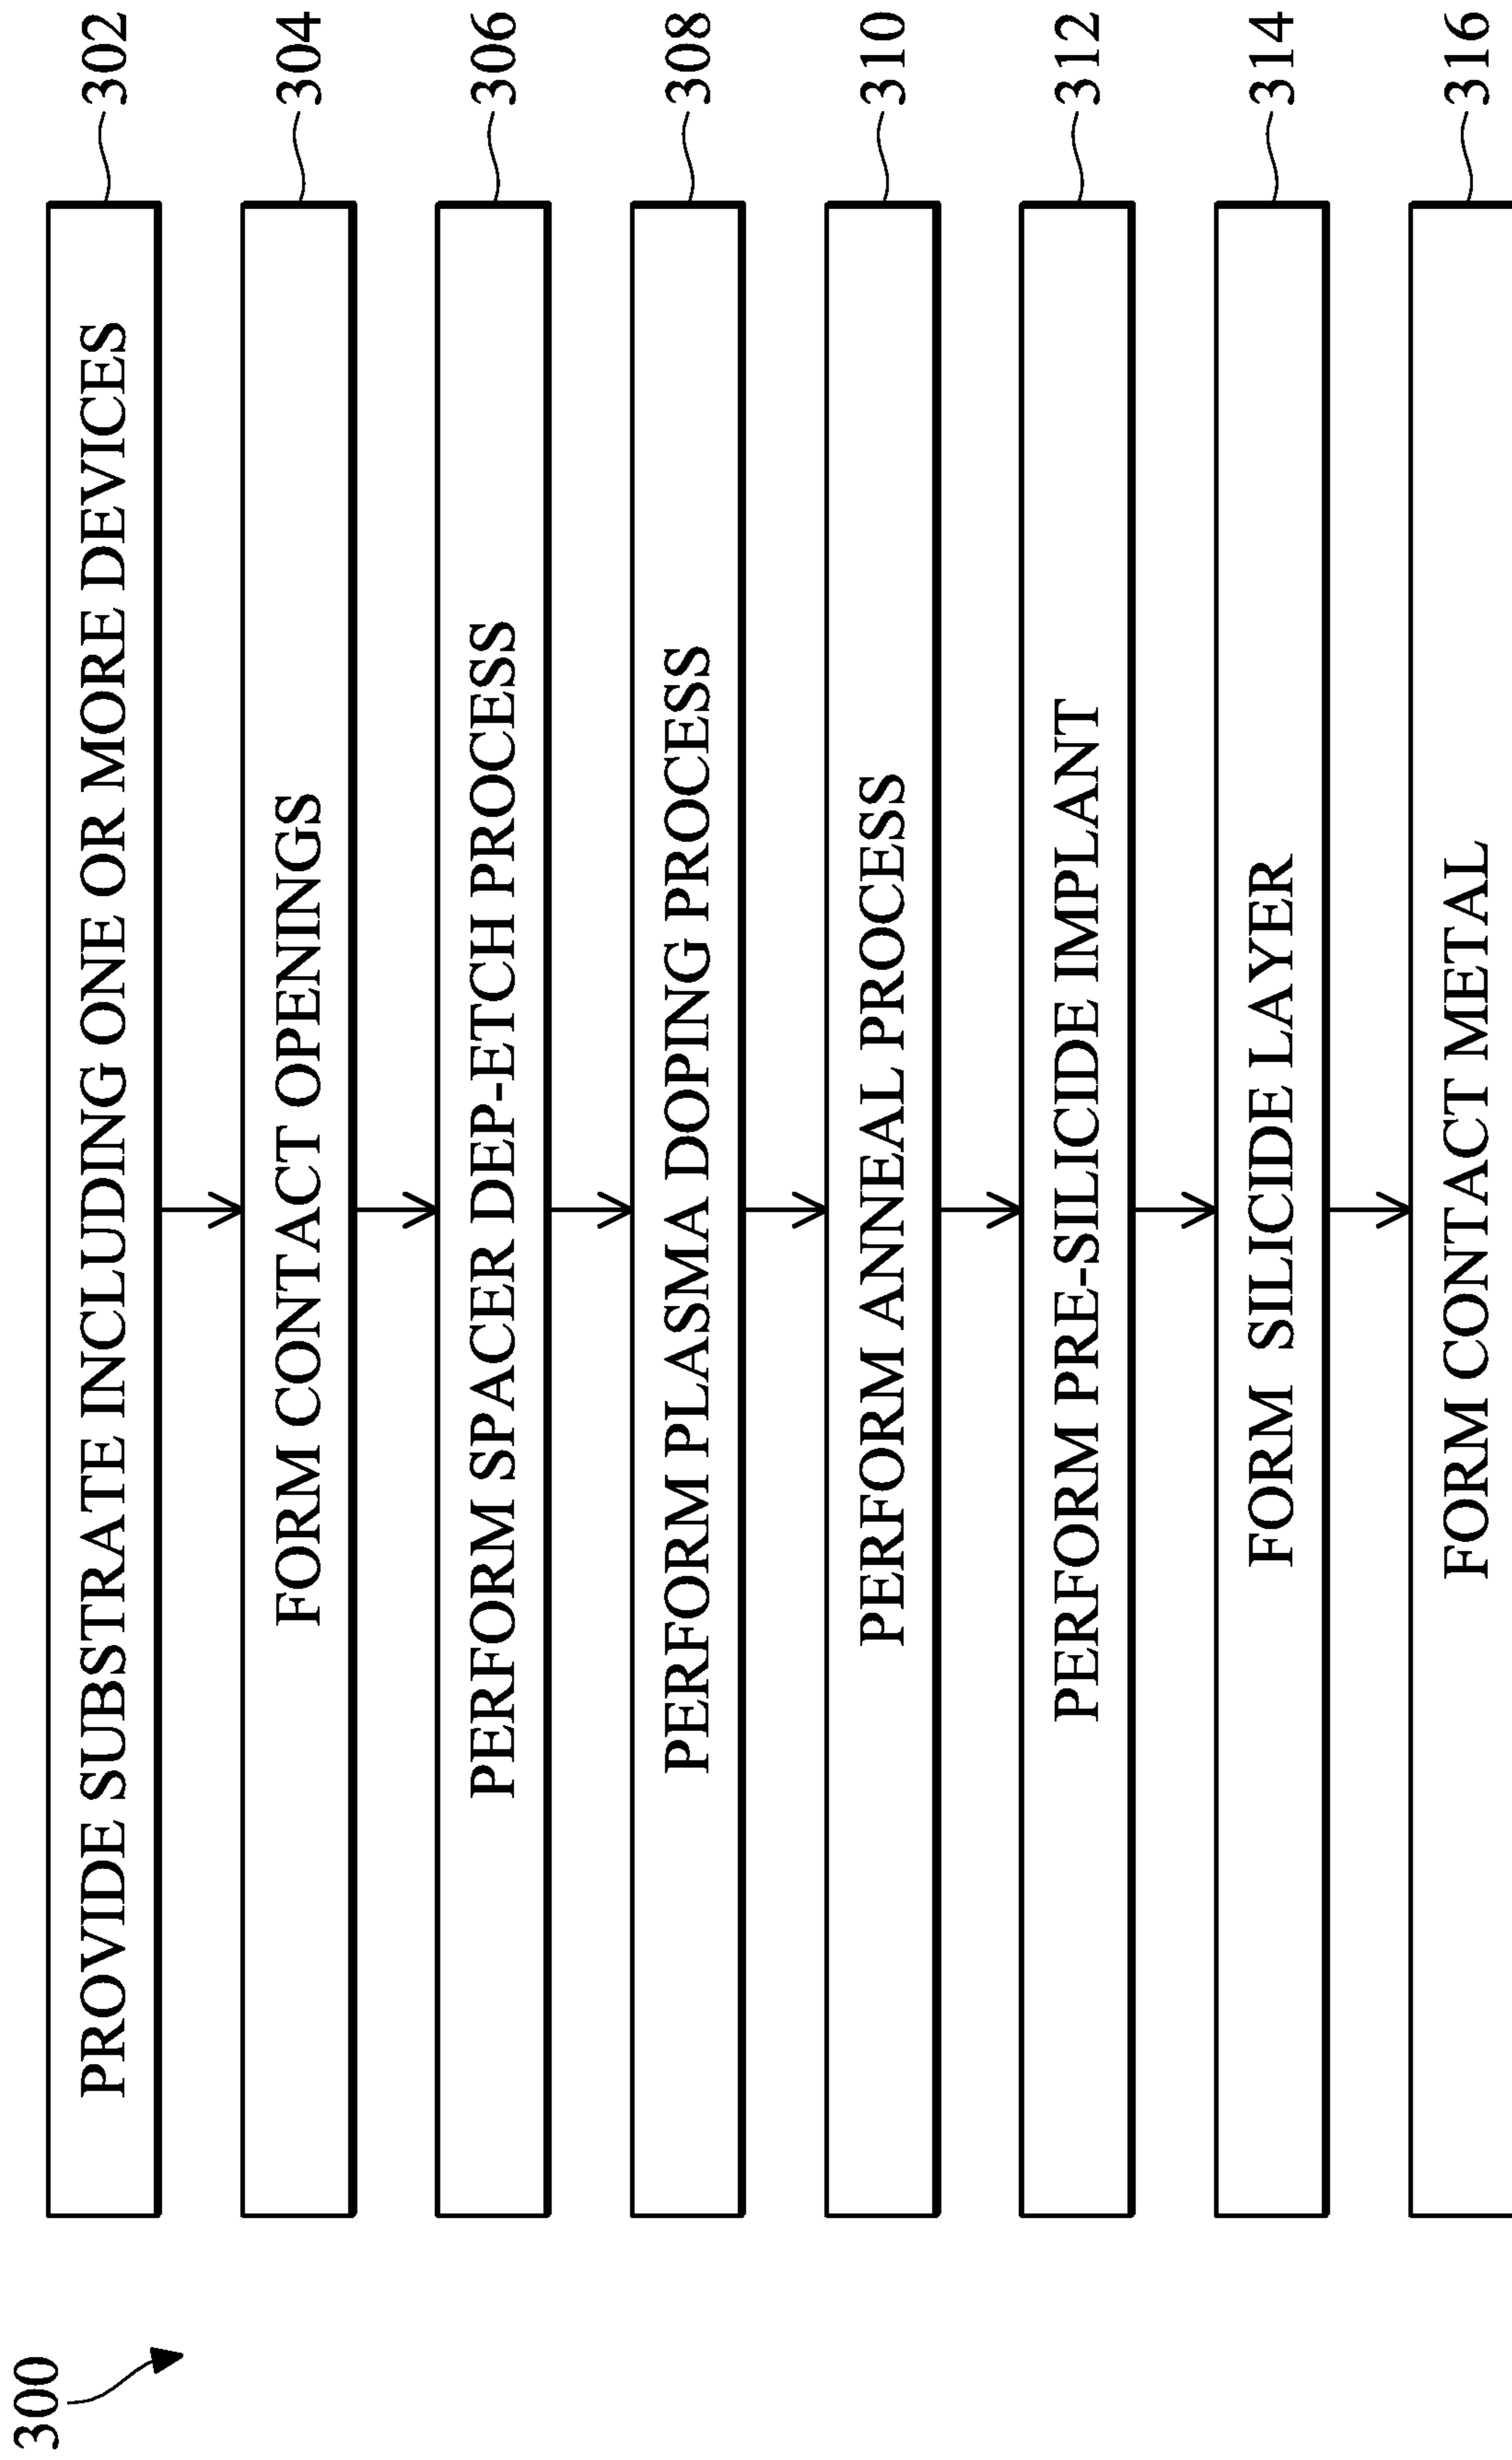 300
PROVIDE SUBSTRATE INCLUDING ONE OR MORE DEVICES
302
FORM CONTACT OPENINGS
304
PERFORM SPACER DEP-ETCH PROCESS
306
PERFORM PLASMA DOPING PROCESS
308
PERFORM ANNEAL PROCESS
310
PERFORM PRE-SILICIDE IMPLANT
312
FORM SILICIDE LAYER
314
FORM CONTACT METAL
316